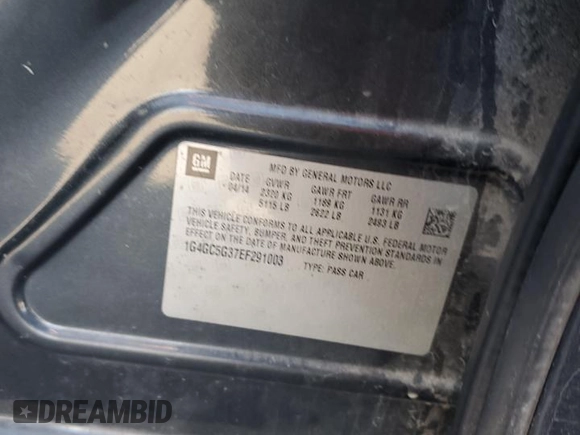 GM
MFD BY GENERAL MOTORS LLC
DATE GVWR GAWR FRT GAWR RR
04/14 2320 KG 1189 KG 1131 KG
5115 LB 2622 LB 2493 LB
THIS VEHICLE CONFORMS TO ALL APPLICABLE U.S. FEDERAL MOTOR
VEHICLE SAFETY, BUMPER, AND THEFT PREVENTION STANDARDS IN
EFFECT ON THE DATE OF MANUFACTURE SHOWN ABOVE.
1G4GC5G37EF291003 TYPE: PASS CAR
DREAMBID